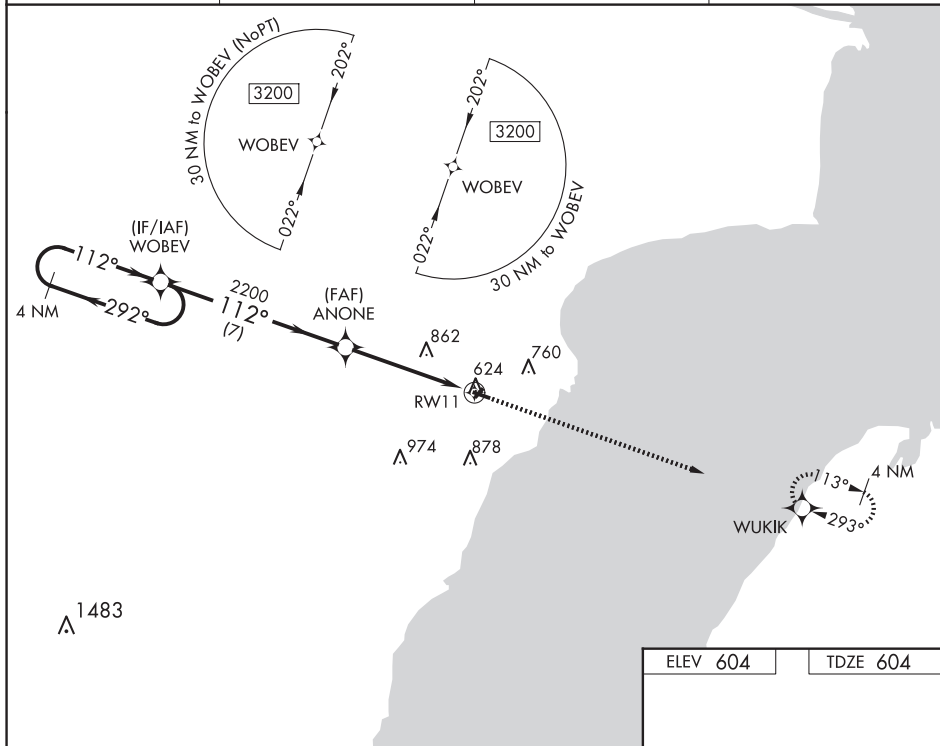 30 NM to WOBEV (NoPT)
202°
3200
WOBEV
022°
202°
3200
WOBEV
022°
30 NM to WOBEV
(IF/IAF)
WOBEV
112°
292°
4 NM
2200
112°
(7)
(FAF)
ANONE
862
760
624
RW11
974
878
113°
4 NM
293°
WUKIK
1483
ELEV 604
TDZE 604